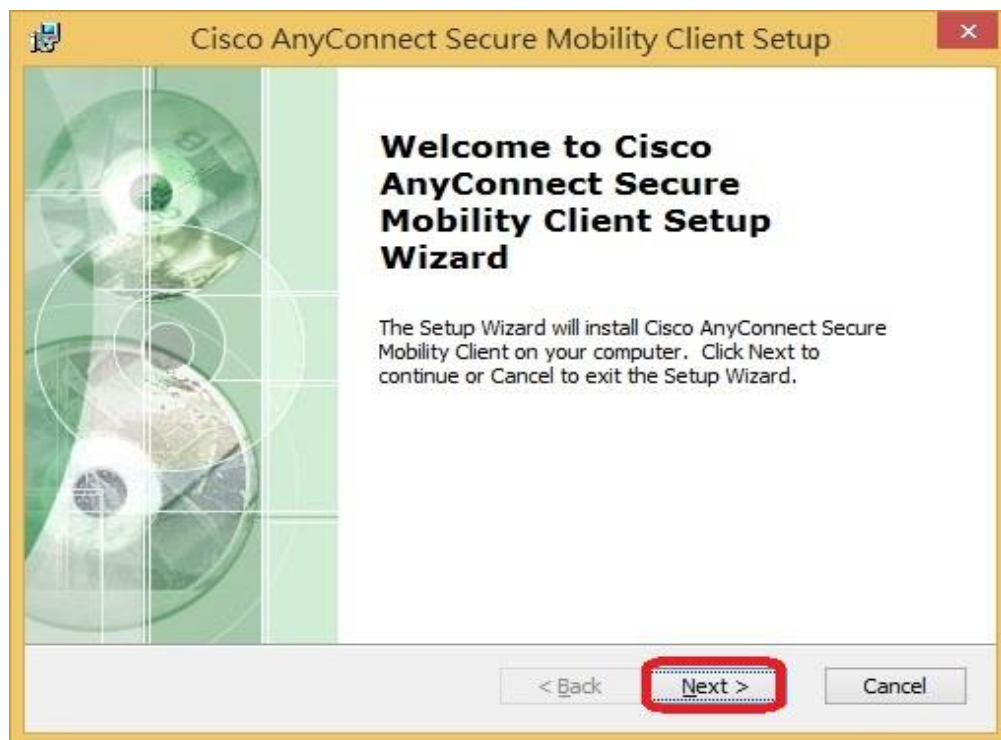 Cisco AnyConnect Secure Mobility Client Setup
Welcome to Cisco
AnyConnect Secure
Mobility Client Setup
Wizard
The Setup Wizard will install Cisco AnyConnect Secure
Mobility Client on your computer. Click Next to
continue or Cancel to exit the Setup Wizard.
< Back Next > Cancel